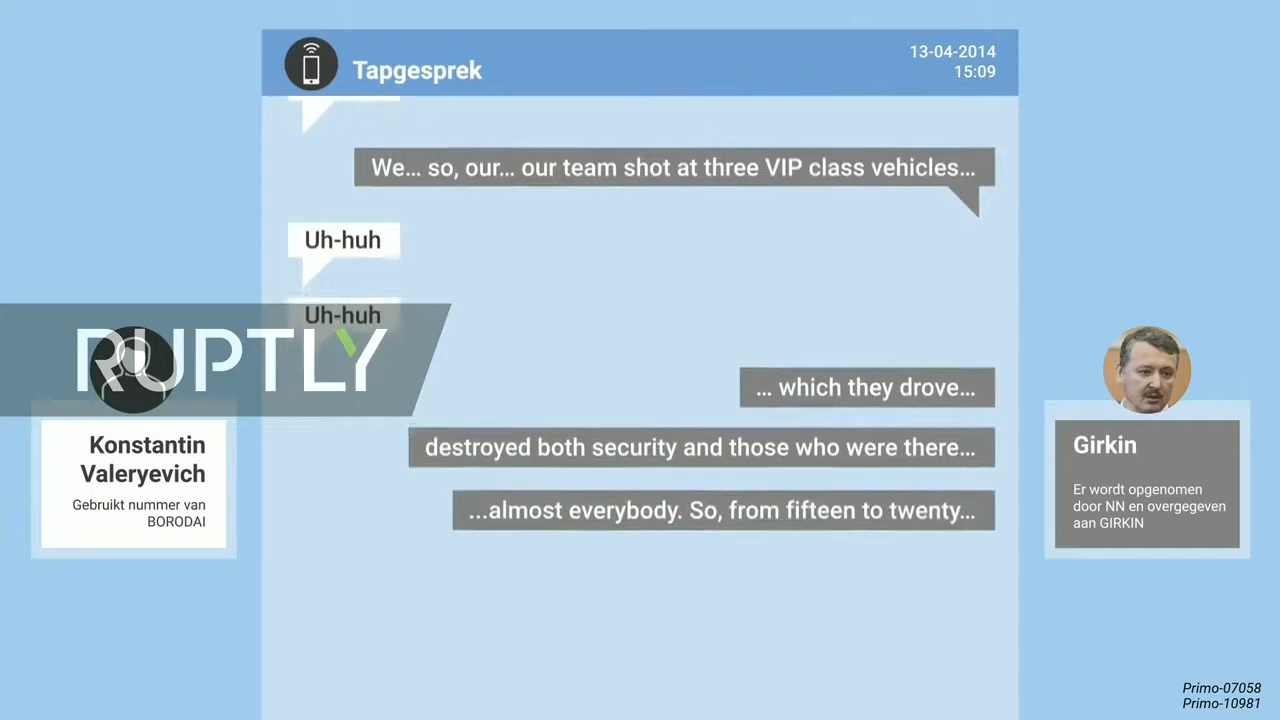 Tapgesprek
13-04-2014
15:09
We... so, our... our team shot at three VIP class vehicles...
Uh-huh
Uh-huh
RUPTLY
... which they drove...
destroyed both security and those who were there...
...almost everybody. So, from fifteen to twenty...
Konstantin
Valeryevich
Gebruikt nummer van
BORODAI
Girkin
Er wordt opgenomen
door NN en overgegeven
aan GIRKIN
Primo-07058
Primo-10981